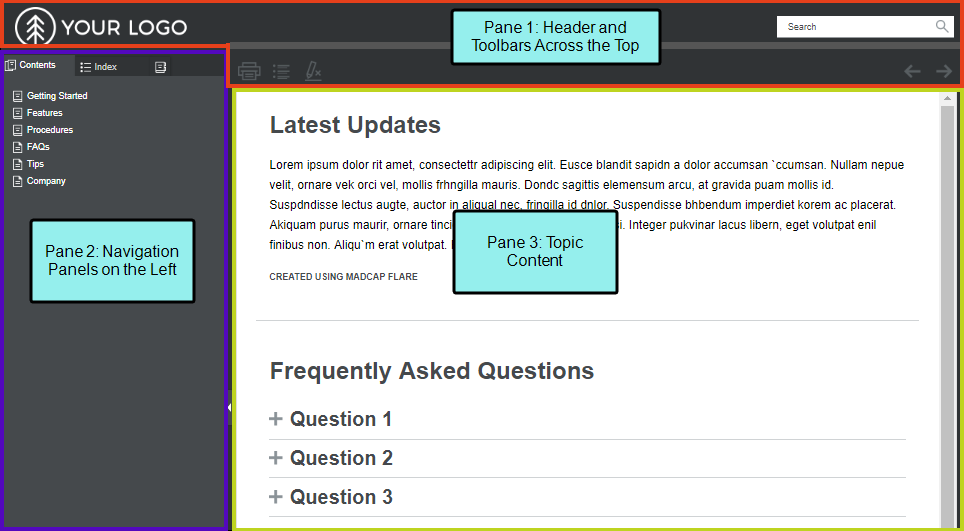 YOUR LOGO
Pane 1: Header and
Toolbars Across the Top
Search
Contents
Index
Getting Started
Features
Procedures
FAQs
Tips
Company
Pane 2: Navigation
Panels on the Left
Latest Updates
Lorem ipsum dolor rit amet, consectettr adipiscing elit. Eusce blandit sapidn a dolor accumsan `ccumsan. Nullam nepue
velit, ornare vek orci vel, mollis frhngilla mauris. Dondc sagittis elemensum arcu, at gravida puam mollis id.
Suspdndisse lectus augte, auctor in aliqual nec, fringilla id dnlor. Suspendisse bhbendum imperdiet korem ac placerat.
Akiquam purus maurir, ornare tinci si. Integer pukvinar lacus libern, eget volutpat enil
finibus non. Aliqu`m erat volutpat.
Pane 3: Topic
Content
CREATED USING MADCAP FLARE
Frequently Asked Questions
Question 1
Question 2
Question 3